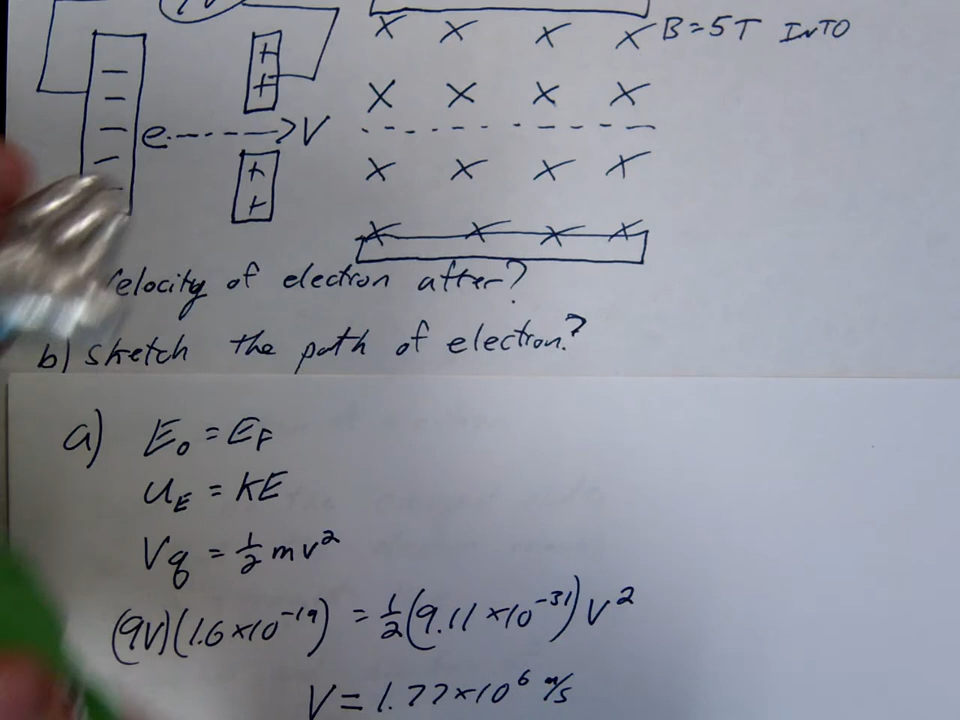 9V
X X X X B=5T INTO
+
+
X X X X
e ------> V
X X X X
+
+
X X X X
elocity of electron after?
b) sketch the path of electron?
a) E₀ = E_F
U_E = KE
Vq = ½mv²
(9V)(1.6×10⁻¹⁹) = ½(9.11×10⁻³¹)V²
V = 1.77×10⁶ m/s